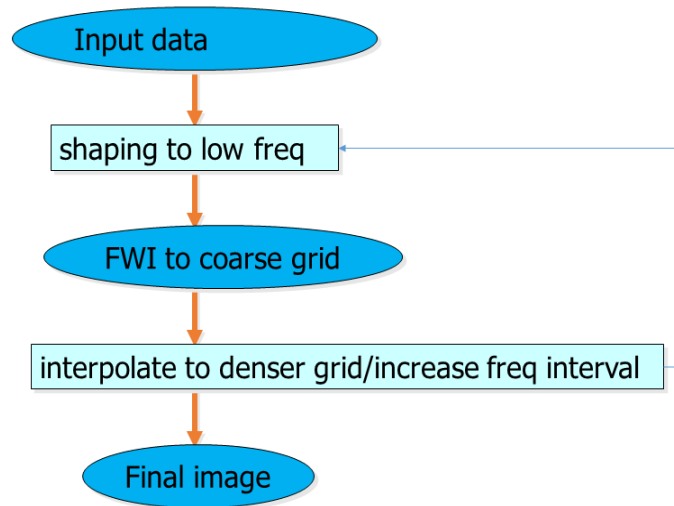 Input data
shaping to low freq
FWI to coarse grid
interpolate to denser grid/increase freq interval
Final image